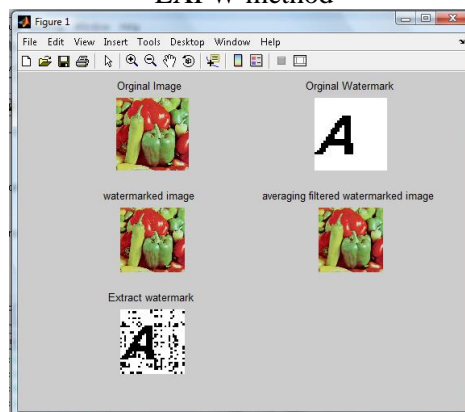 EXPW method
Figure 1
File Edit View Insert Tools Desktop Window Help
Orginal Image
Orginal Watermark
A
watermarked image
averaging filtered watermarked image
Extract watermark
A